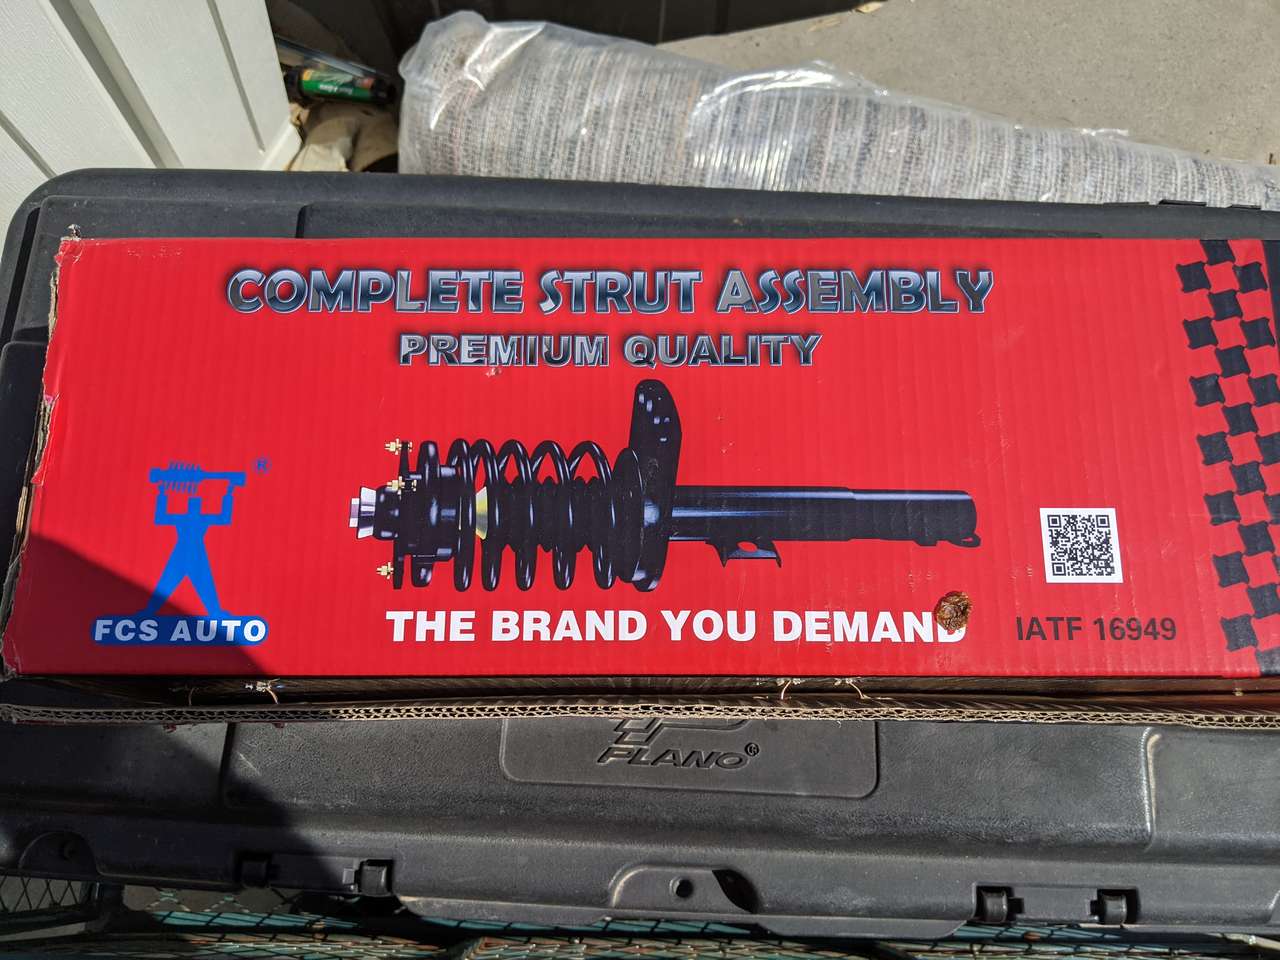 COMPLETE STRUT ASSEMBLY
PREMIUM QUALITY
®
FCS AUTO
THE BRAND YOU DEMAND
IATF 16949
PLANO®